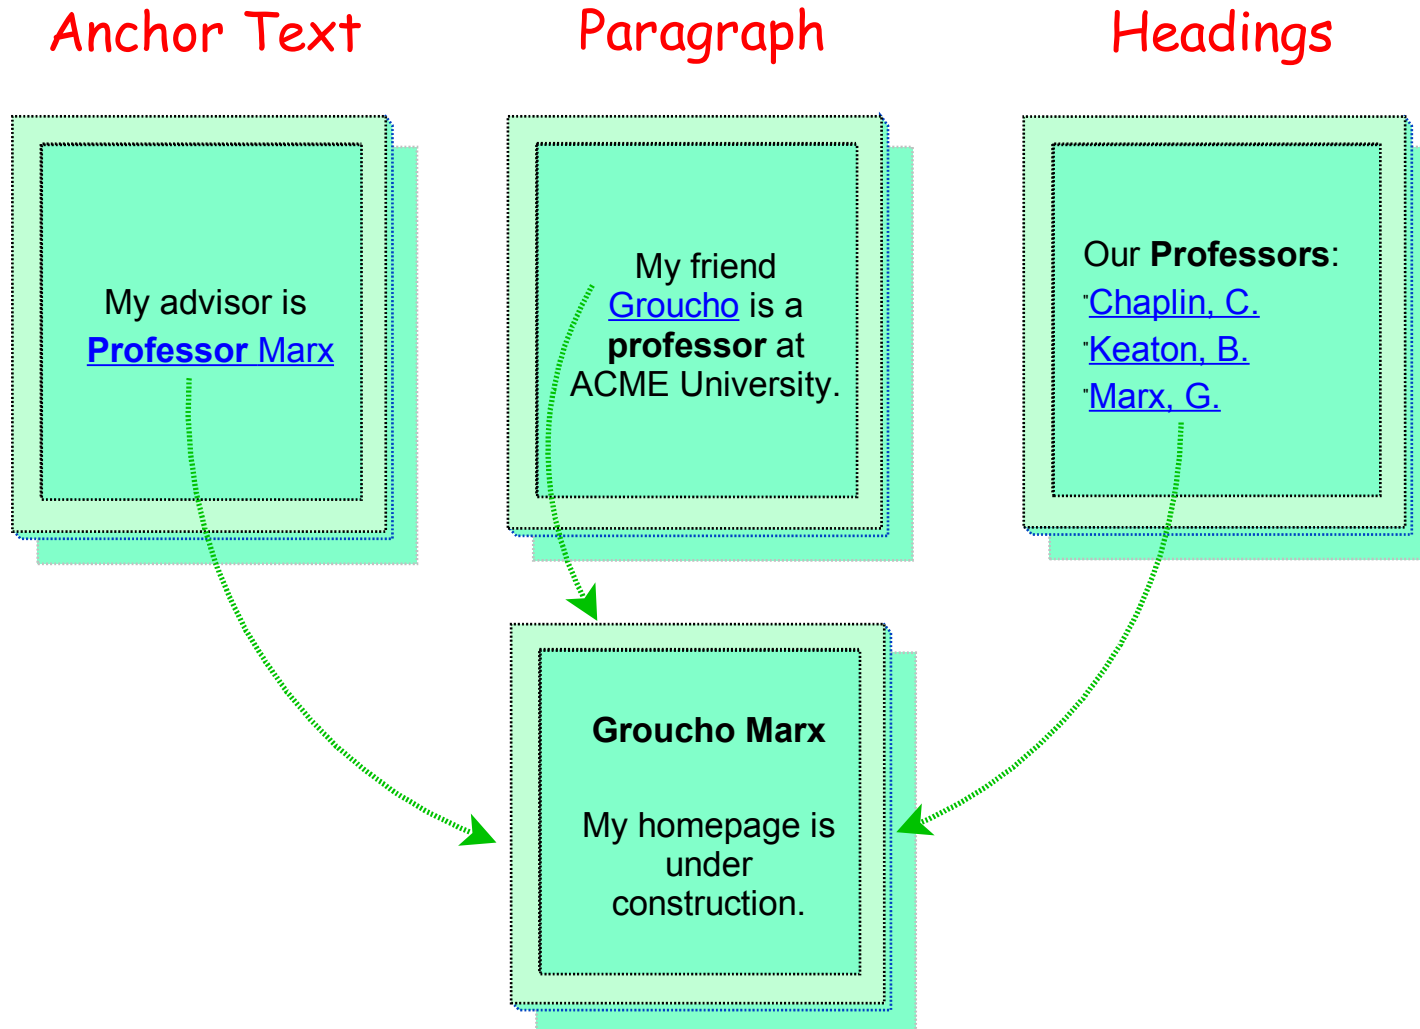 Anchor Text
Paragraph
Headings
My advisor is
Professor Marx
My friend
Groucho is a
professor at
ACME University.
Our Professors:
"Chaplin, C.
"Keaton, B.
"Marx, G.
Groucho Marx
My homepage is
under
construction.